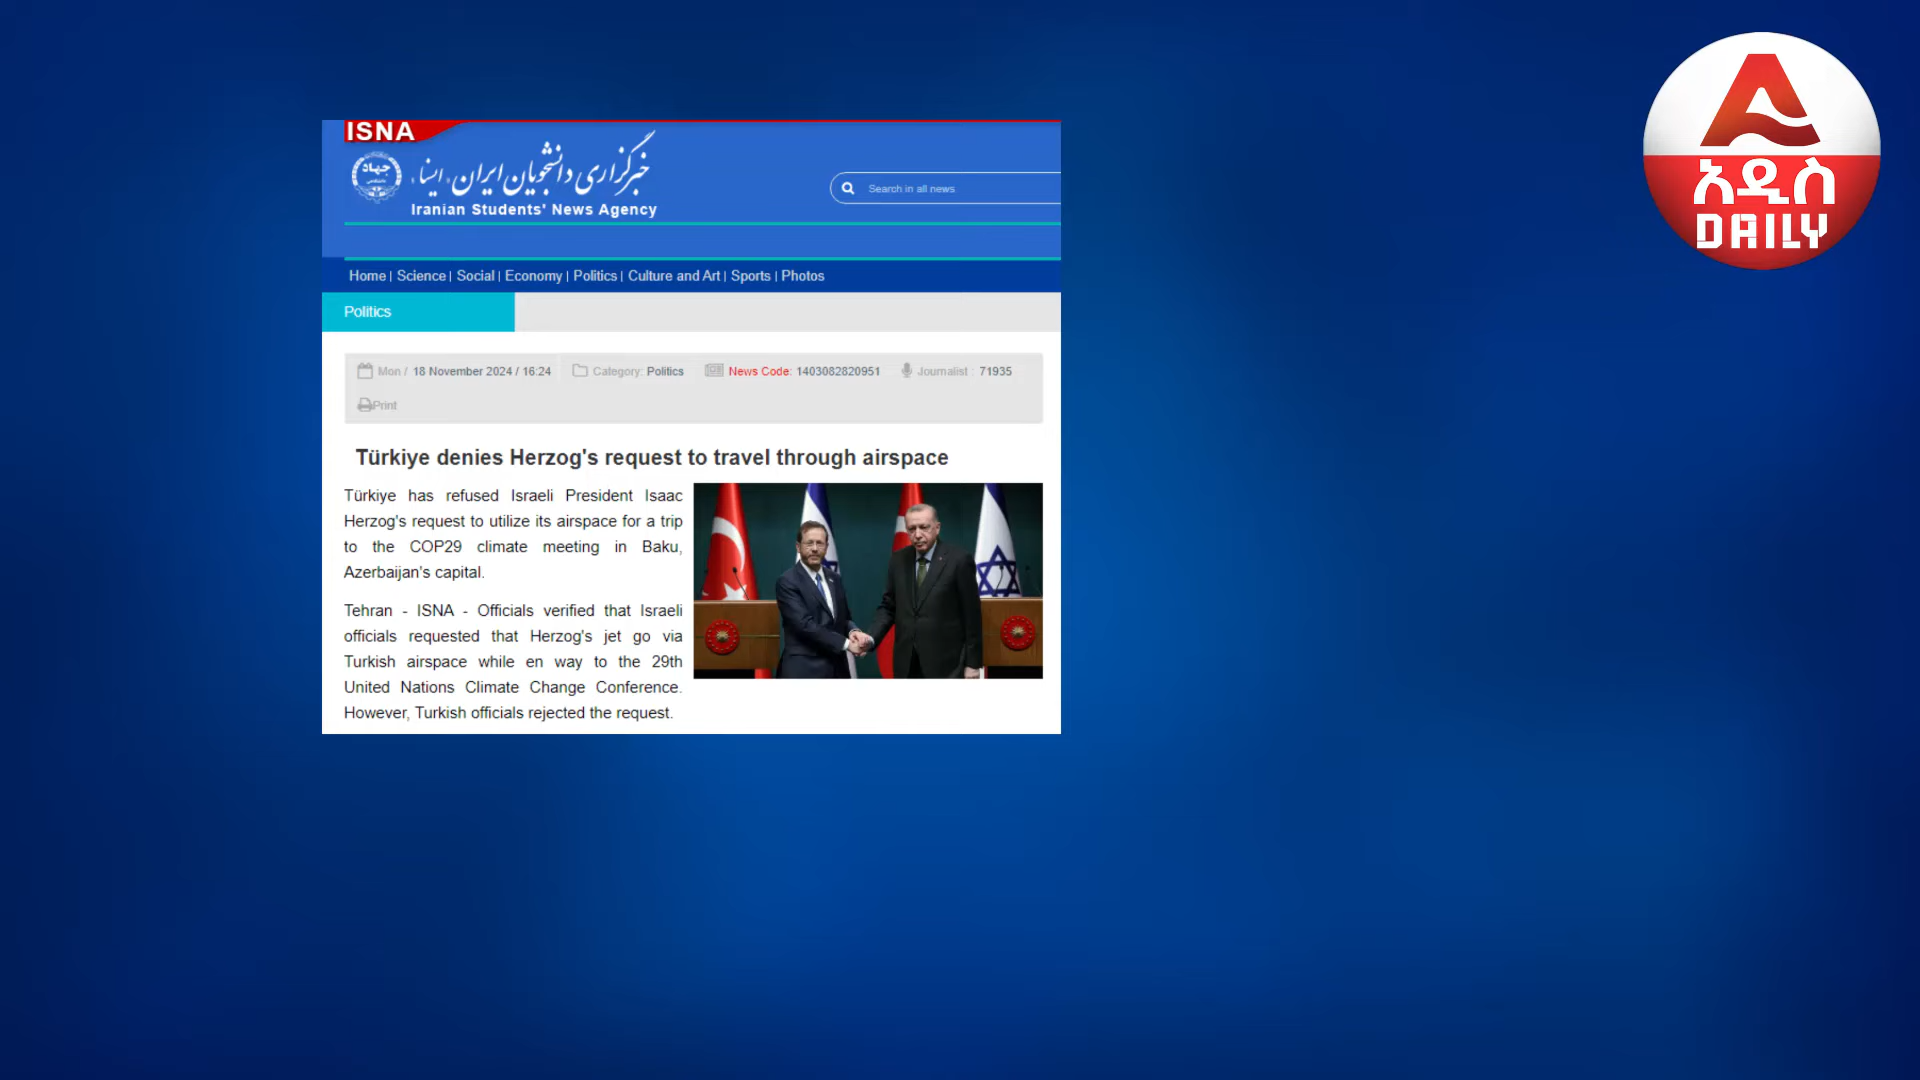 ISNA
خبرگزاری دانشجویان ایران «ایسنا»
جهاد
Iranian Students' News Agency
Search in all news
አዲስ
DAILY
Home | Science | Social | Economy | Politics | Culture and Art | Sports | Photos
Politics
Mon / 18 November 2024 / 16:24 Category: Politics News Code: 1403082820951 Journalist : 71935
Print
Türkiye denies Herzog's request to travel through airspace
Türkiye has refused Israeli President Isaac
Herzog's request to utilize its airspace for a trip
to the COP29 climate meeting in Baku,
Azerbaijan's capital.
Tehran - ISNA - Officials verified that Israeli
officials requested that Herzog's jet go via
Turkish airspace while en way to the 29th
United Nations Climate Change Conference.
However, Turkish officials rejected the request.